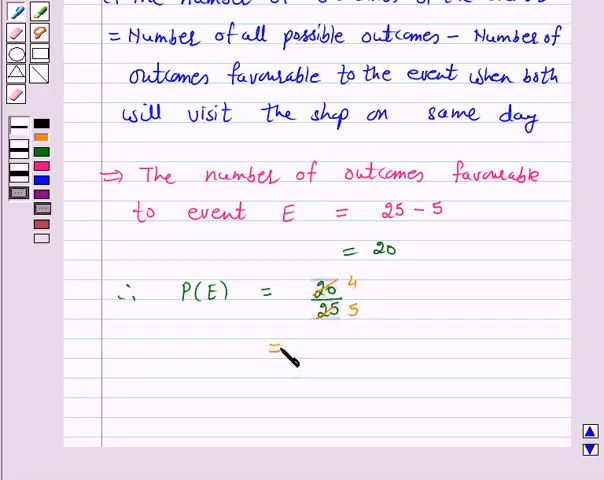 = Number of all possible outcomes - Number of
outcomes favourable to the event when both
will visit the shop on same day
⇒ The number of outcomes favourable
to event E = 25 - 5
= 20
∴ P(E) = 20/25 4/5
=